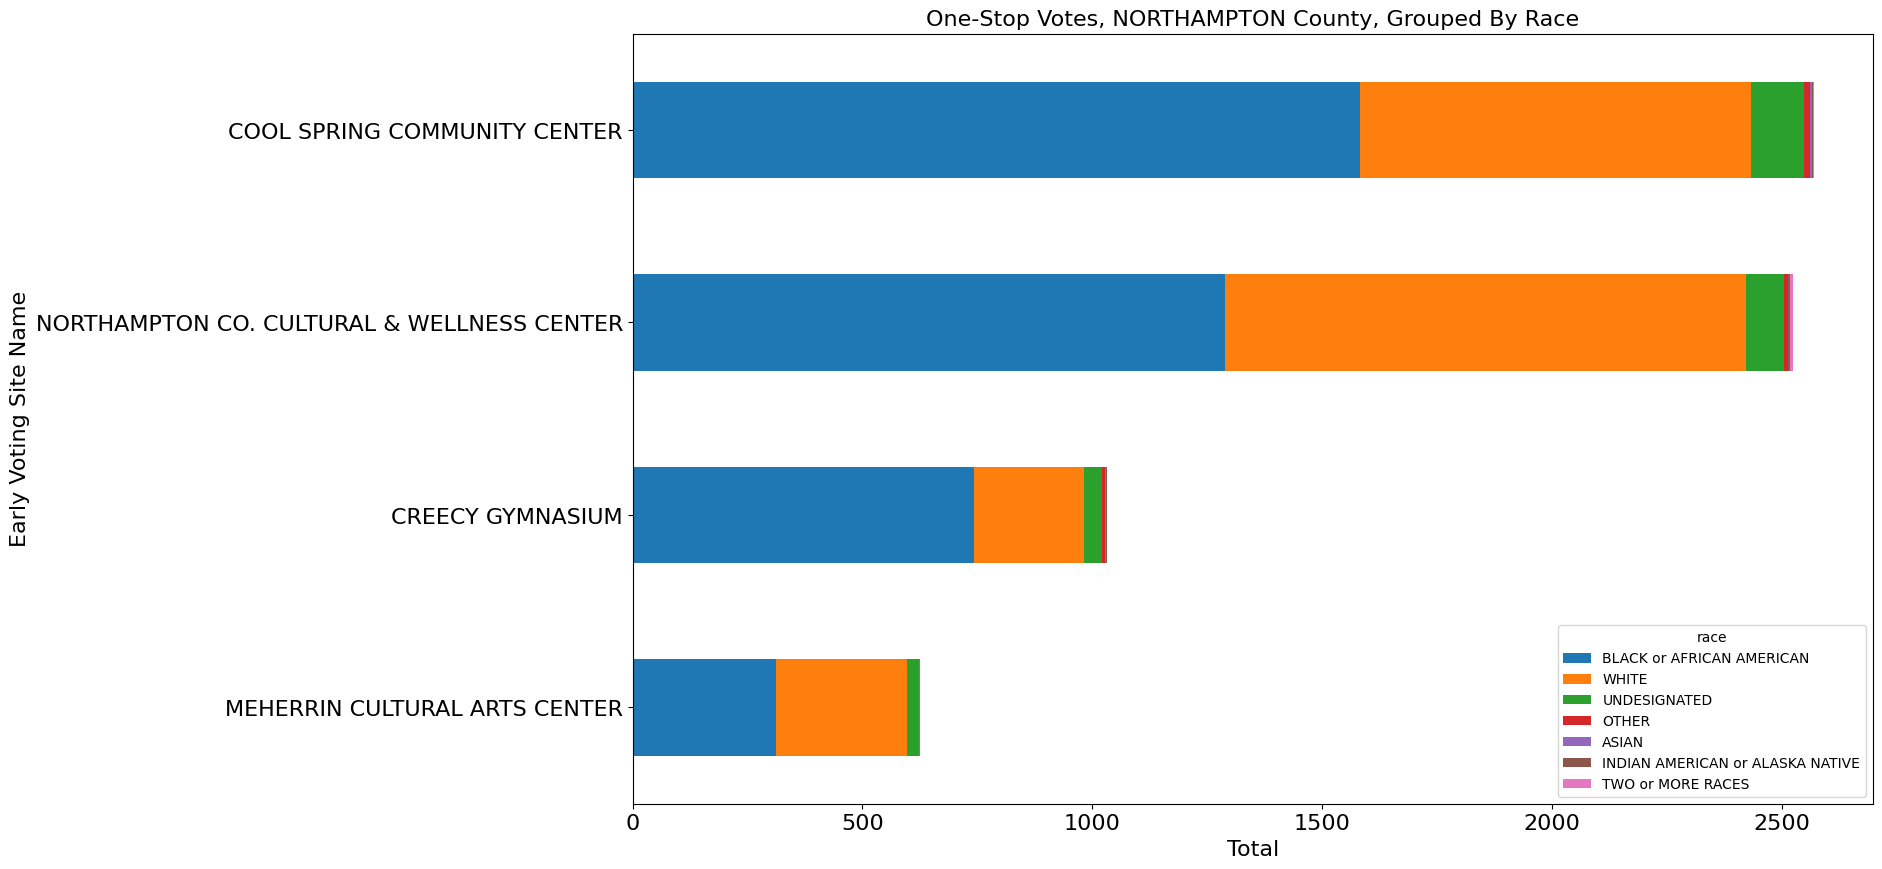 One-Stop Votes, NORTHAMPTON County, Grouped By Race
Early Voting Site Name
COOL SPRING COMMUNITY CENTER
NORTHAMPTON CO. CULTURAL & WELLNESS CENTER
CREECY GYMNASIUM
MEHERRIN CULTURAL ARTS CENTER
race
BLACK or AFRICAN AMERICAN
WHITE
UNDESIGNATED
OTHER
ASIAN
INDIAN AMERICAN or ALASKA NATIVE
TWO or MORE RACES
0 500 1000 1500 2000 2500
Total